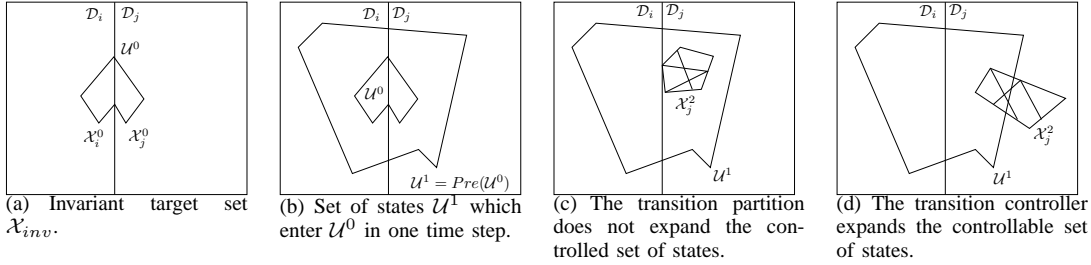 𝒟ᵢ 𝒟ⱼ
𝒰⁰
𝒳ᵢ⁰ 𝒳ⱼ⁰
(a) Invariant target set
𝒳ᵢₙᵥ.
𝒟ᵢ 𝒟ⱼ
𝒰⁰
𝒰¹ = Pre(𝒰⁰)
(b) Set of states 𝒰¹ which
enter 𝒰⁰ in one time step.
𝒟ᵢ 𝒟ⱼ
𝒳ⱼ²
𝒰¹
(c) The transition partition
does not expand the con-
trolled set of states.
𝒟ᵢ 𝒟ⱼ
𝒳ⱼ²
𝒰¹
(d) The transition controller
expands the controllable set
of states.